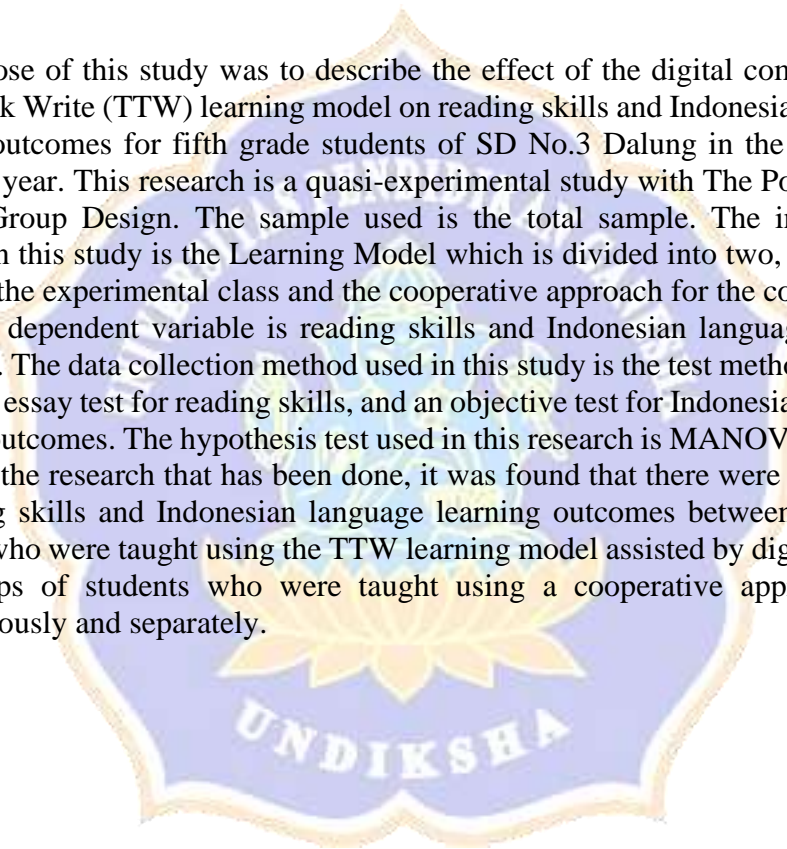 ose of this study was to describe the effect of the digital con
k Write (TTW) learning model on reading skills and Indonesia
outcomes for fifth grade students of SD No.3 Dalung in the
year. This research is a quasi-experimental study with The Po
Group Design. The sample used is the total sample. The i
n this study is the Learning Model which is divided into two,
the experimental class and the cooperative approach for the co
dependent variable is reading skills and Indonesian languag
. The data collection method used in this study is the test metho
essay test for reading skills, and an objective test for Indonesia
outcomes. The hypothesis test used in this research is MANOV
the research that has been done, it was found that there were
g skills and Indonesian language learning outcomes between
who were taught using the TTW learning model assisted by dig
ps of students who were taught using a cooperative app
ously and separately.
UNIVERSITAS PENDIDIKAN GANESHA
UNDIKSHA